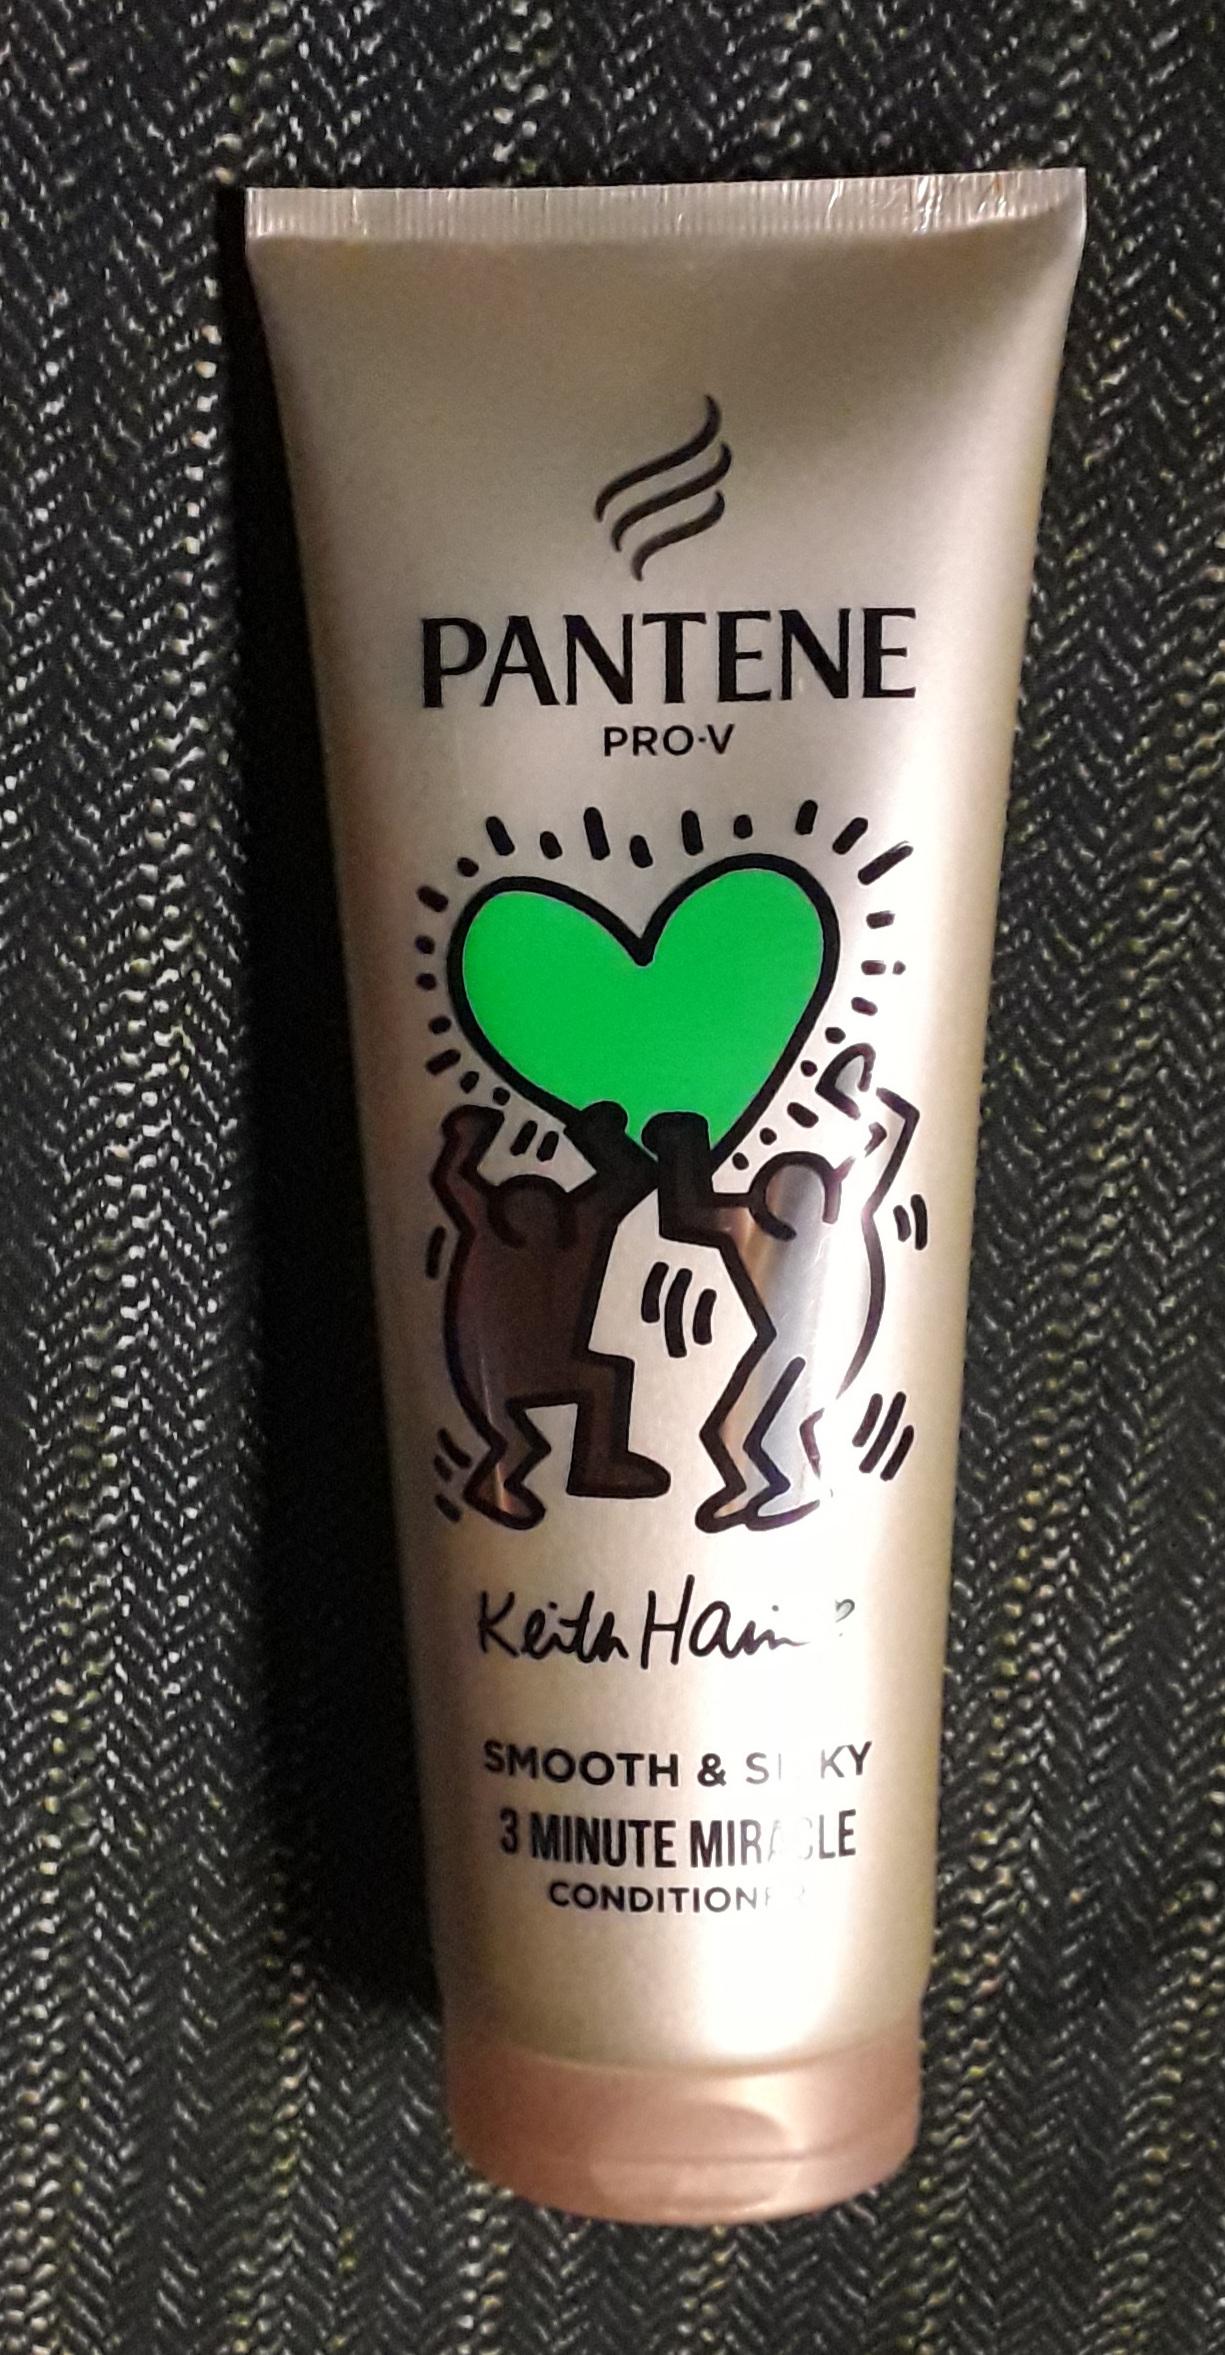 PANTENE
PRO-V
Keith Haring
SMOOTH & SILKY
3 MINUTE MIRACLE
CONDITIONER